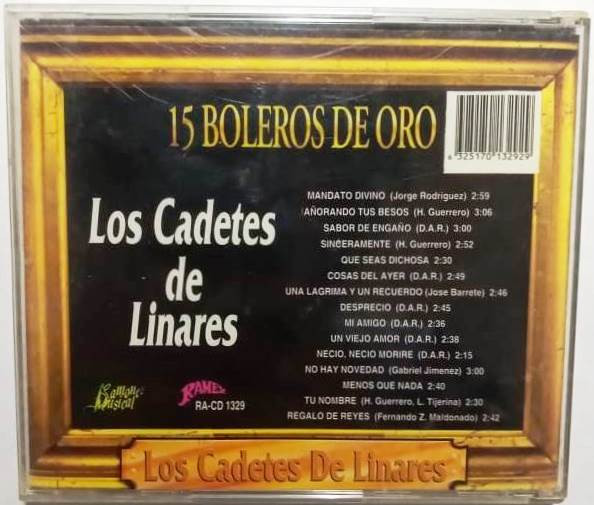 15 BOLEROS DE ORO
6 325170 132929
Los Cadetes
de
Linares
MANDATO DIVINO (Jorge Rodriguez) 2:59
AÑORANDO TUS BESOS (H. Guerrero) 3:06
SABOR DE ENGAÑO (D.A.R.) 3:00
SINCERAMENTE (H. Guerrero) 2:52
QUE SEAS DICHOSA 2:30
COSAS DEL AYER (D.A.R.) 2:49
UNA LAGRIMA Y UN RECUERDO (Jose Barrete) 2:46
DESPRECIO (D.A.R.) 2:45
MI AMIGO (D.A.R.) 2:36
UN VIEJO AMOR (D.A.R.) 2:38
NECIO, NECIO MORIRE (D.A.R.) 2:15
NO HAY NOVEDAD (Gabriel Jimenez) 3:00
MENOS QUE NADA 2:40
TU NOMBRE (H. Guerrero, L. Tijerina) 2:30
REGALO DE REYES (Fernando Z. Maldonado) 2:42
Musical
RAMEX
RA-CD 1329
Los Cadetes De Linares